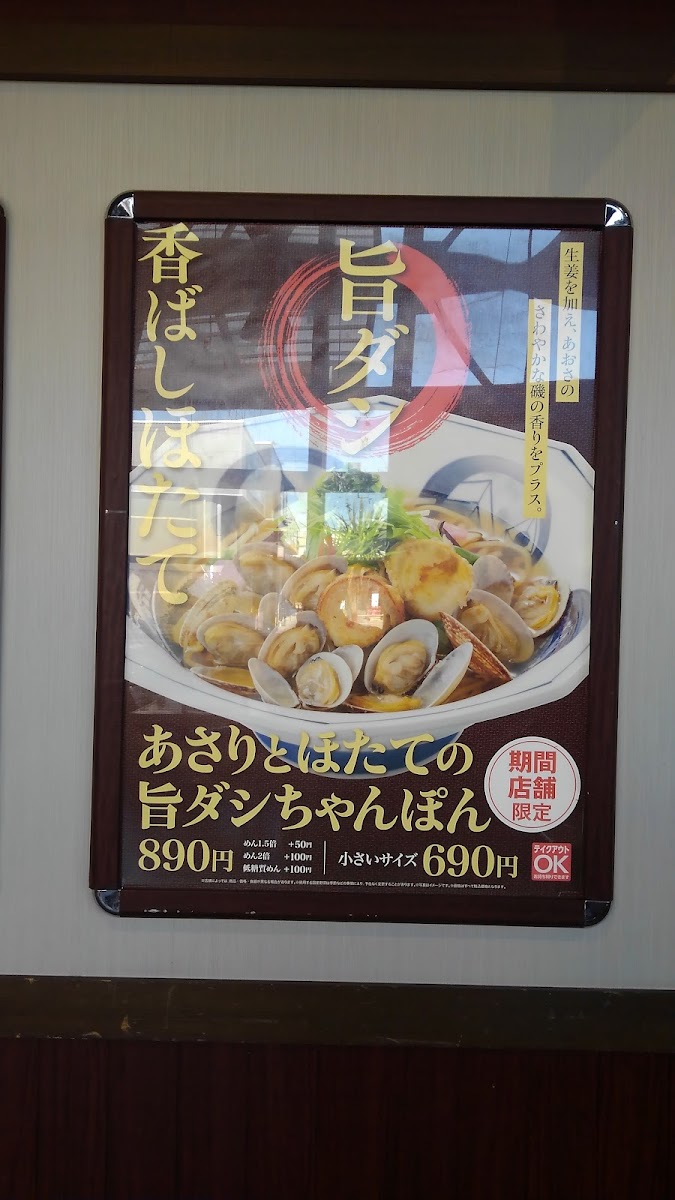 生姜を加え、あおさの
さわやかな磯の香りをプラス。
旨ダシ
香ばしほたて
あさりとほたての
旨ダシちゃんぽん
890円
めん1.5倍 +50円
めん2倍 +100円
低糖質めん +100円
小さいサイズ 690円
期間
店舗
限定
テイクアウト
OK